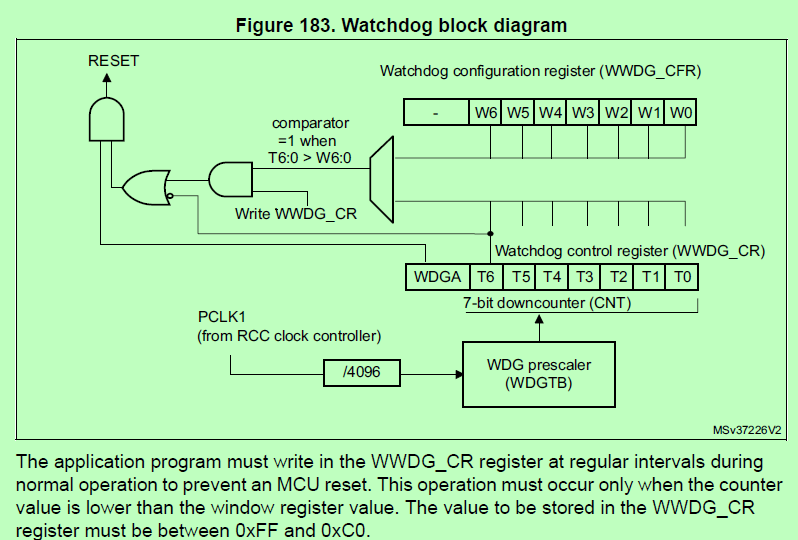 Figure 183. Watchdog block diagram
RESET
Watchdog configuration register (WWDG_CFR)
- W6 W5 W4 W3 W2 W1 W0
comparator
=1 when
T6:0 > W6:0
Write WWDG_CR
Watchdog control register (WWDG_CR)
WDGA T6 T5 T4 T3 T2 T1 T0
7-bit downcounter (CNT)
PCLK1
(from RCC clock controller)
/4096
WDG prescaler
(WDGTB)
MSv37226V2
The application program must write in the WWDG_CR register at regular intervals during
normal operation to prevent an MCU reset. This operation must occur only when the counter
value is lower than the window register value. The value to be stored in the WWDG_CR
register must be between 0xFF and 0xC0.